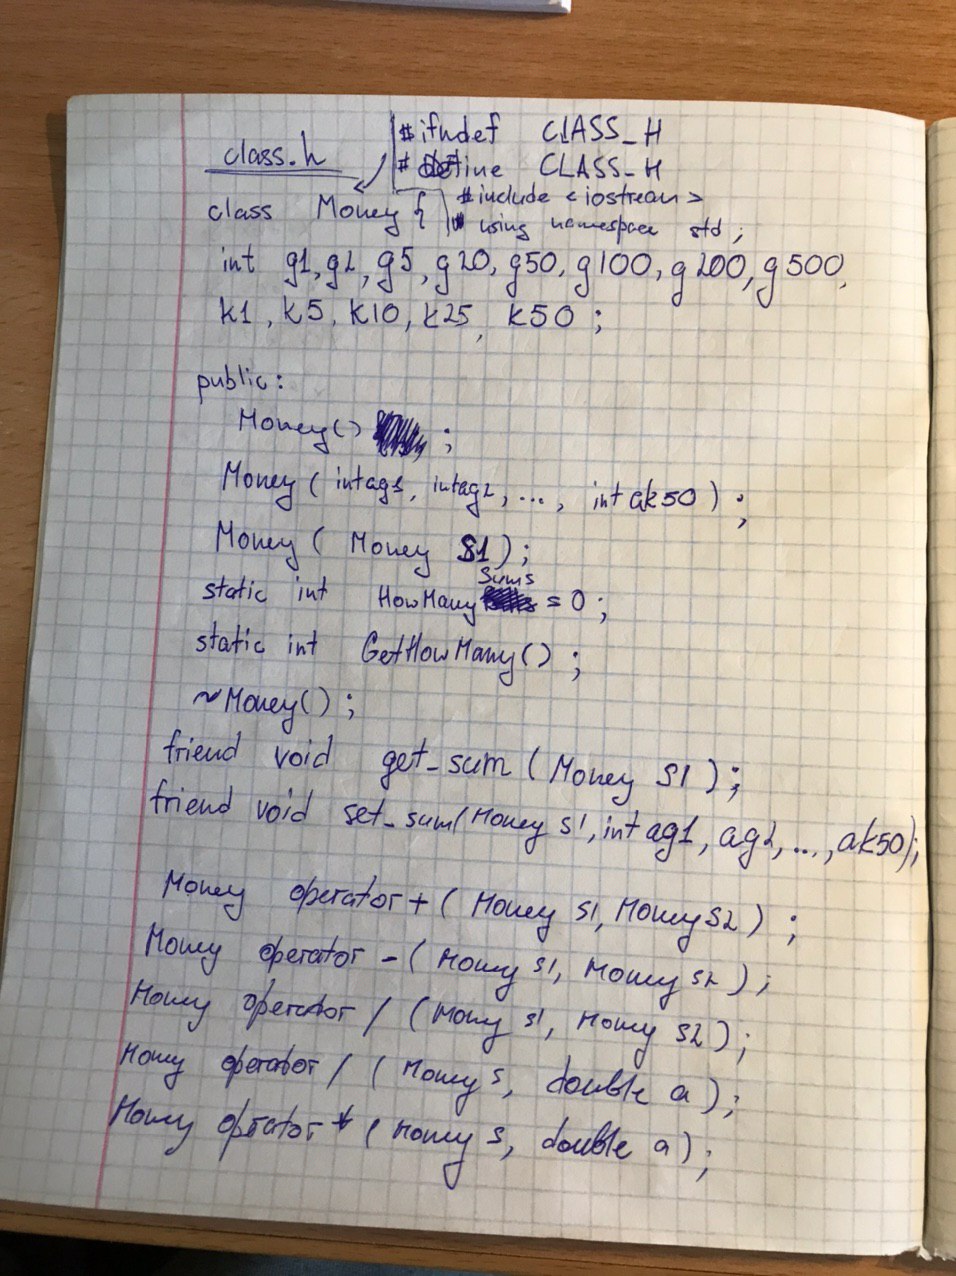 #ifndef CLASS_H
class.h
#define CLASS_H
#include <iostream>
class Money {
using namespace std;
int g1, g2, g5, g20, g50, g100, g200, g500,
k1, k5, k10, k25, k50;
public:
Money() ;
Money(int ag1, int ag2, ..., int ak50);
Money( Money S1);
static int HowManySums = 0;
static int GetHowMany();
~Money();
friend void get_sum(Money S1);
friend void set_sum(Money S1, int ag1, ag2, ..., ak50);
Money operator+(Money S1, Money S2);
Money operator-(Money S1, Money S2);
Money operator/(Money S1, Money S2);
Money operator/(Money S, double a);
Money operator*(Money S, double a);